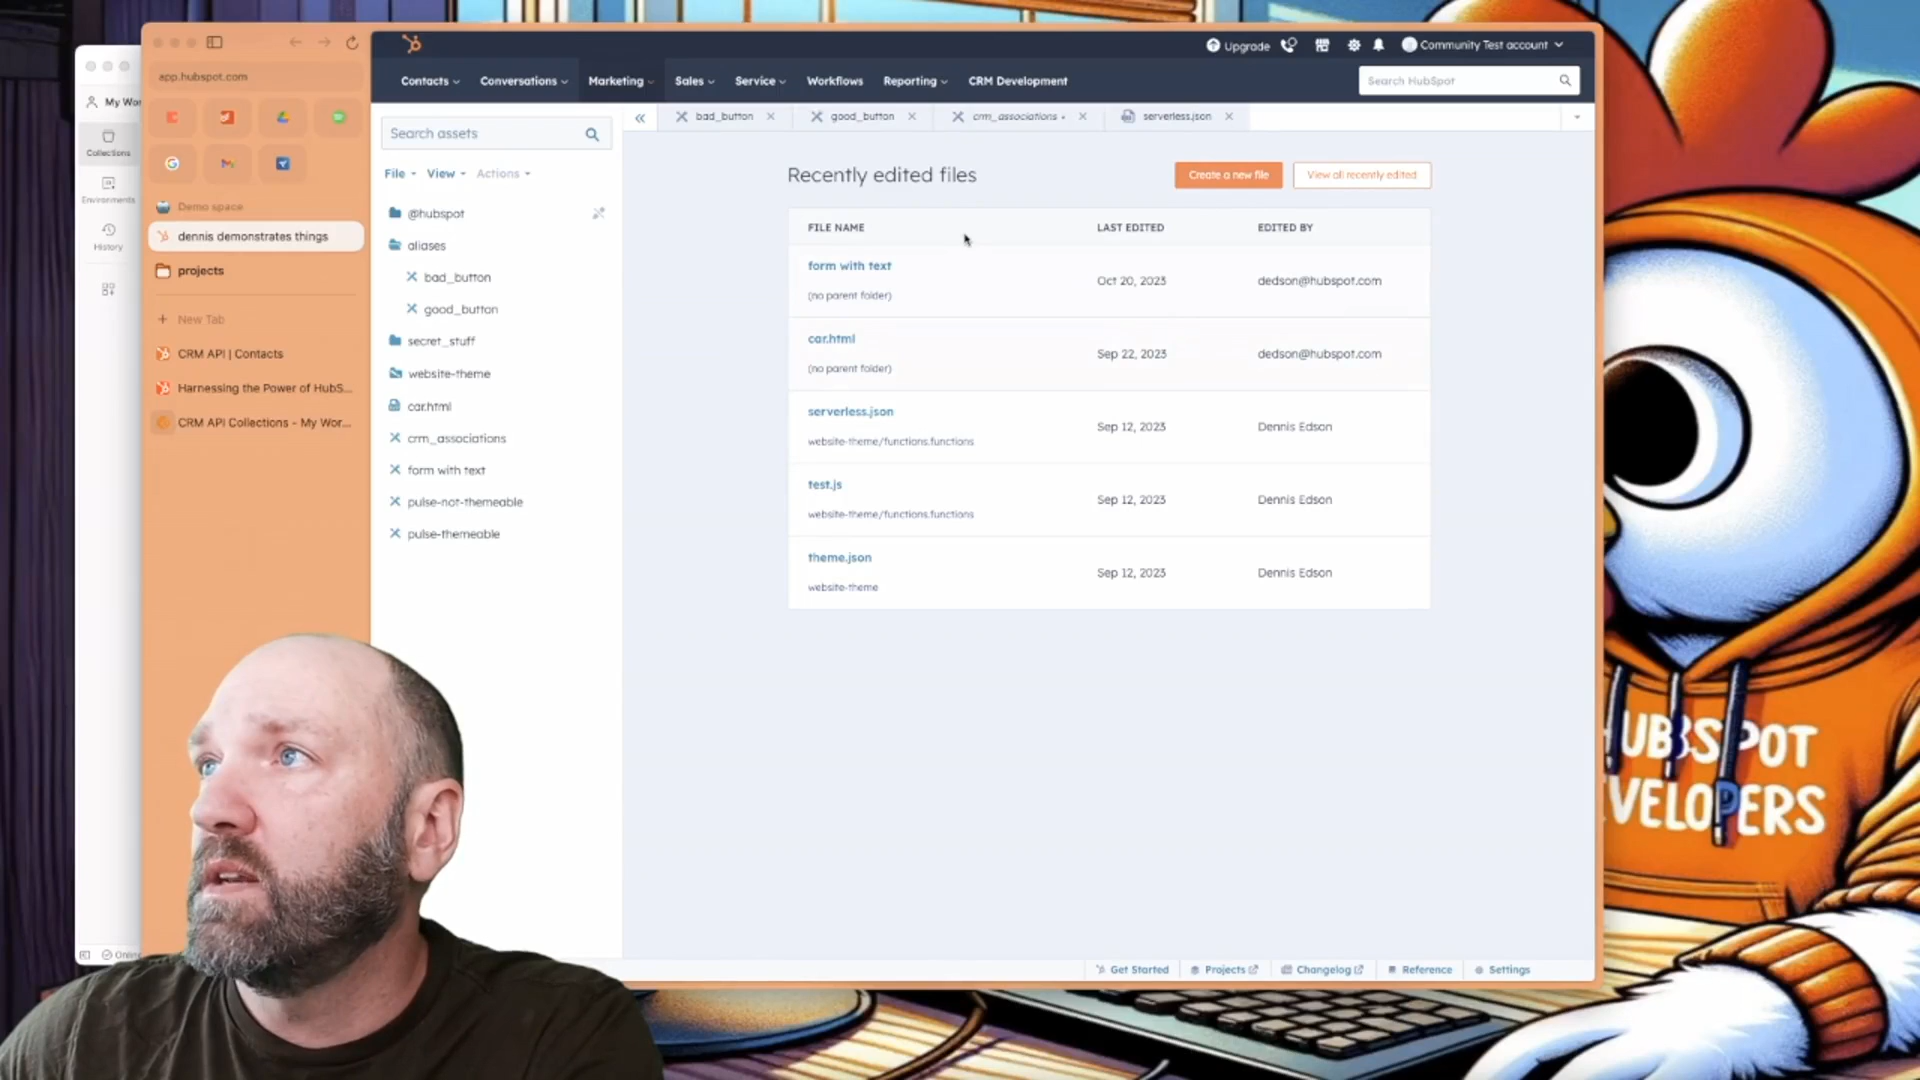 app.hubspot.com
My Wor
Collections
Environments
History
Demo space
dennis demonstrates things
projects
New Tab
CRM API | Contacts
Harnessing the Power of HubS...
CRM API Collections - My Wor...
Upgrade
Community Test account
Contacts
Conversations
Marketing
Sales
Service
Workflows
Reporting
CRM Development
Search HubSpot
Search assets
bad_button
good_button
crm_associations
serverless.json
File
View
Actions
@hubspot
aliases
bad_button
good_button
secret_stuff
website-theme
car.html
crm_associations
form with text
pulse-not-themeable
pulse-themeable
Recently edited files
Create a new file
View all recently edited
FILE NAME
LAST EDITED
EDITED BY
form with text
(no parent folder)
Oct 20, 2023
dedson@hubspot.com
car.html
(no parent folder)
Sep 22, 2023
dedson@hubspot.com
serverless.json
website-theme/functions.functions
Sep 12, 2023
Dennis Edson
test.js
website-theme/functions.functions
Sep 12, 2023
Dennis Edson
theme.json
website-theme
Sep 12, 2023
Dennis Edson
Get Started
Projects
Changelog
Reference
Settings
UBSPOT
VELOPERS